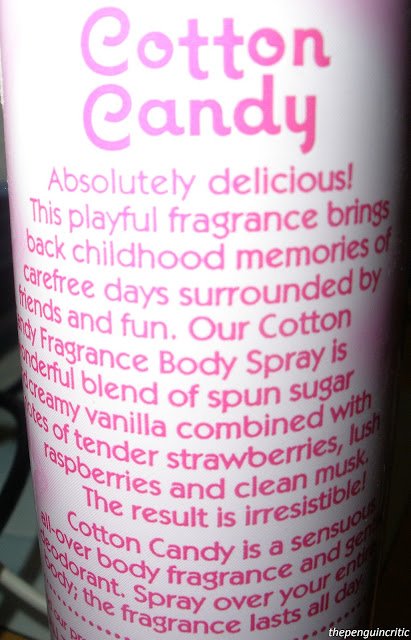 Cotton
Candy
Absolutely delicious!
This playful fragrance brings
back childhood memories of
carefree days surrounded by
friends and fun. Our Cotton
Fragrance Body Spray is
blend of spun sugar
creamy vanilla combined with
of tender strawberries, lush
raspberries and clean musk.
The result is irresistible!
Cotton Candy is a sensuous
all-over body fragrance and
deodorant. Spray over your
body; the fragrance lasts all day.
thepenguincritic